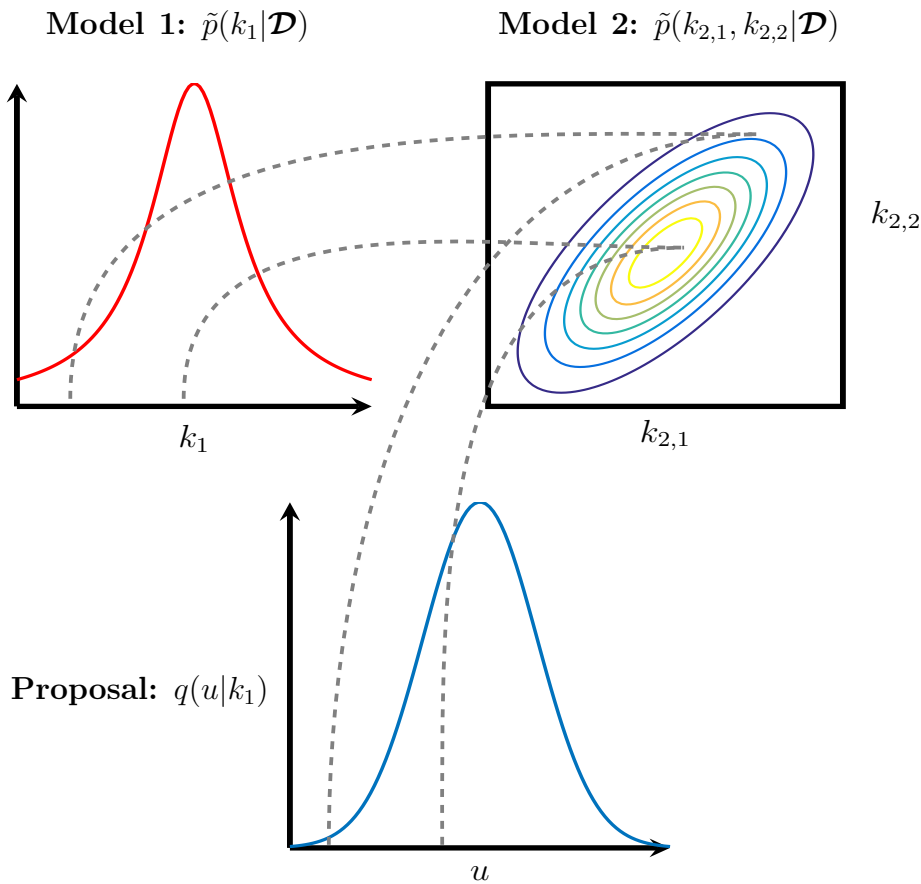 Model 1: p̃(k₁|𝓓)
Model 2: p̃(k₂,₁, k₂,₂|𝓓)
k₂,₂
k₁
k₂,₁
Proposal: q(u|k₁)
u